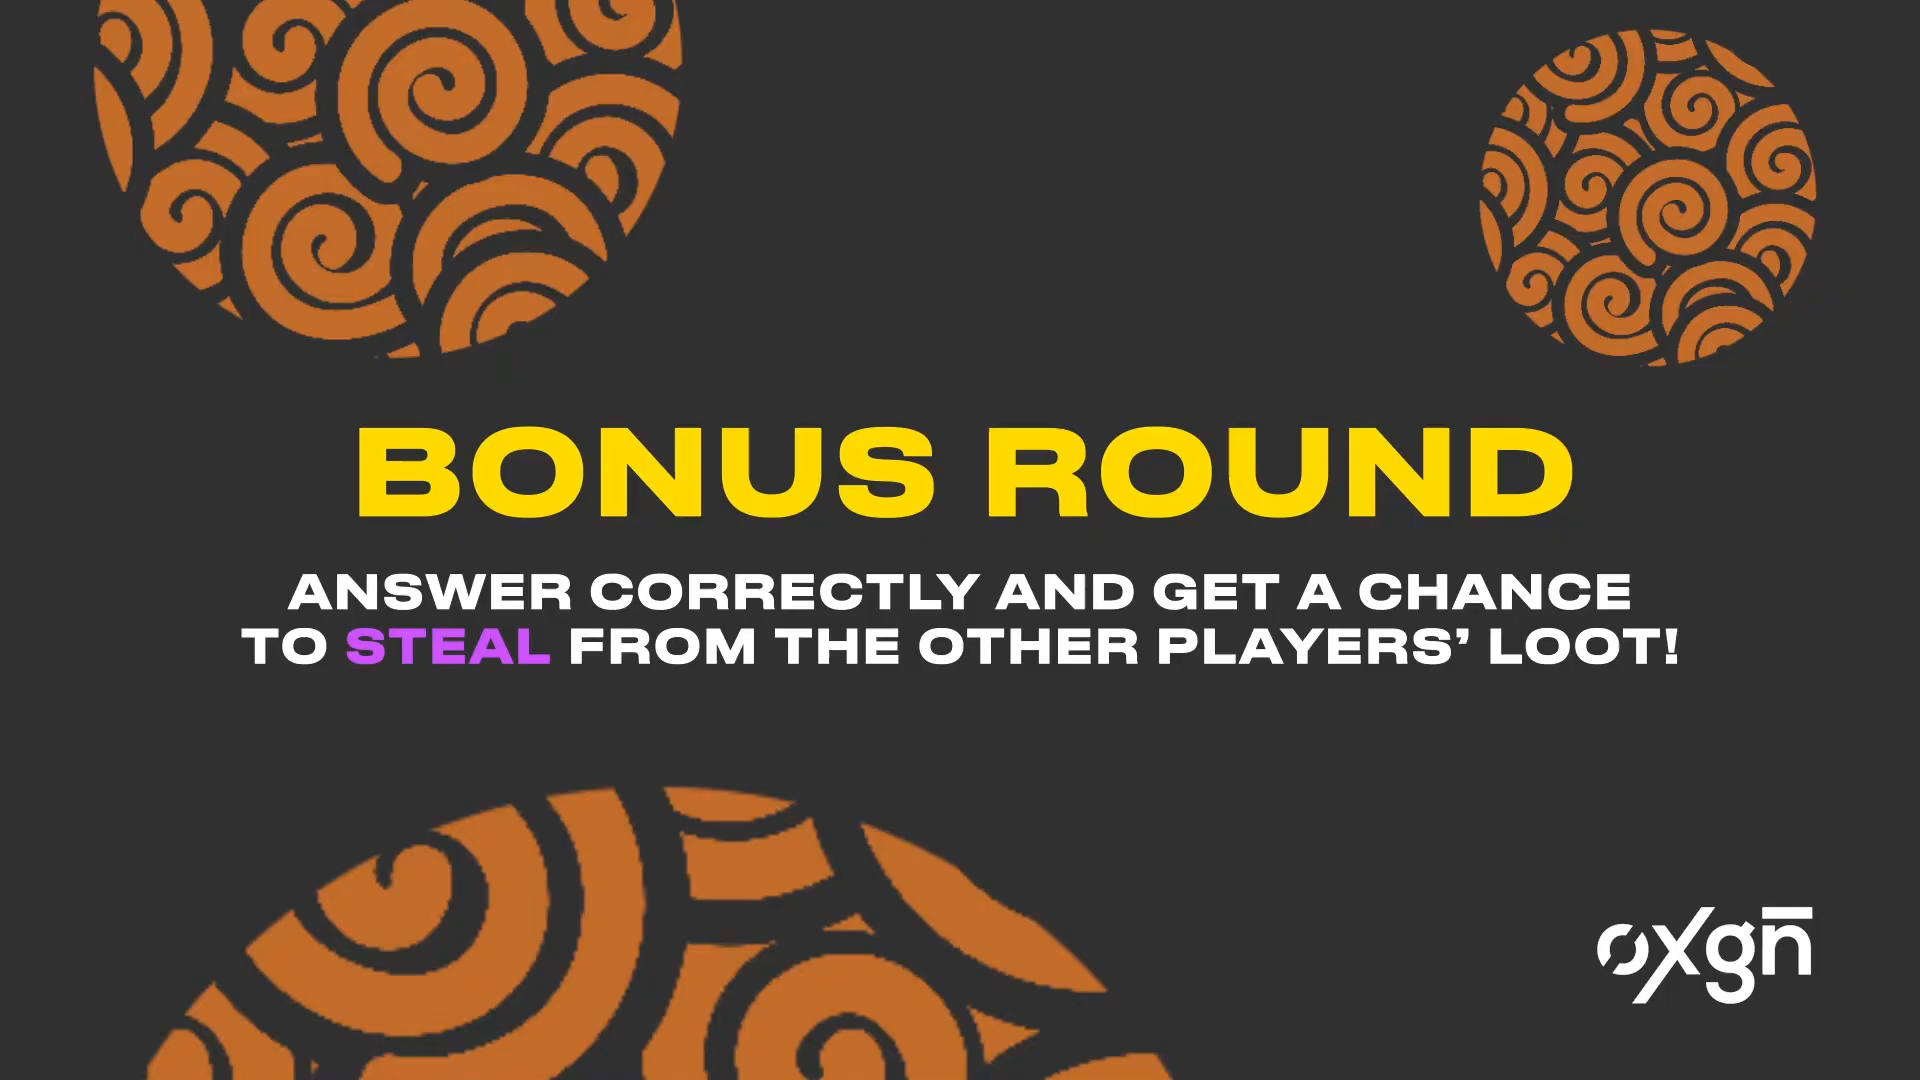 BONUS ROUND
ANSWER CORRECTLY AND GET A CHANCE
TO STEAL FROM THE OTHER PLAYERS’ LOOT!
oxgn